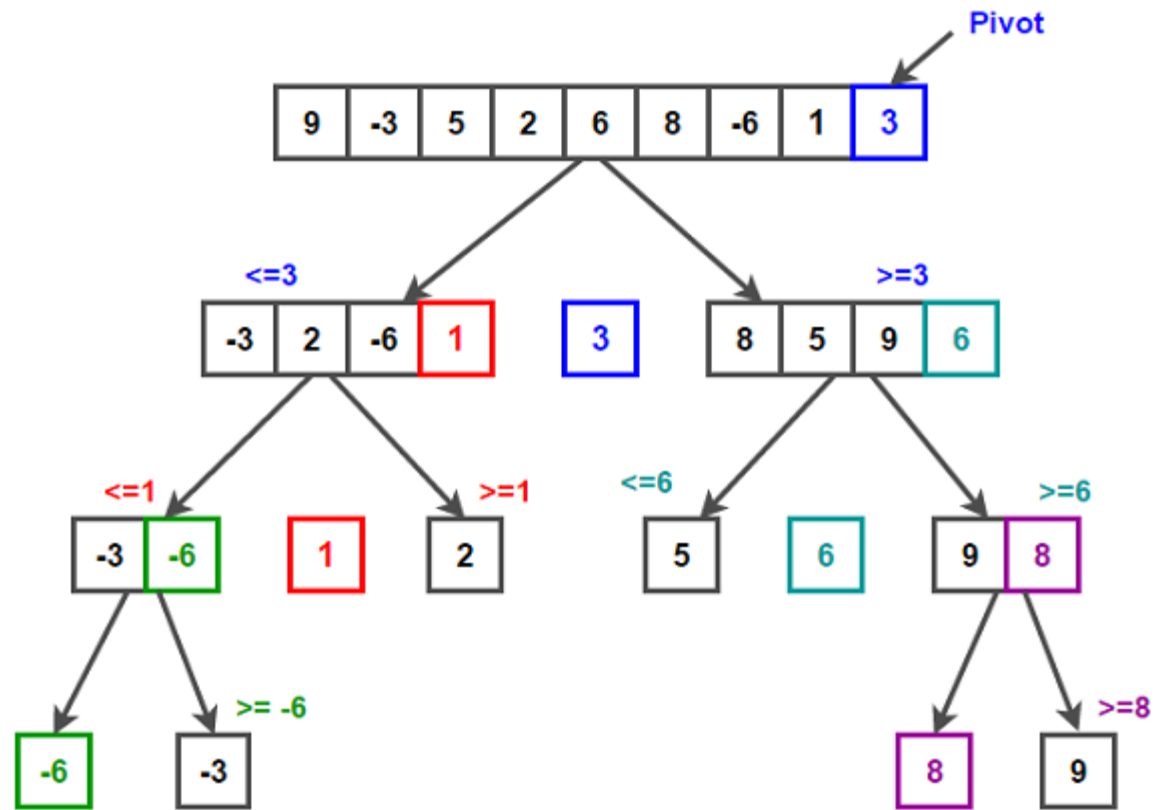 Pivot
9 -3 5 2 6 8 -6 1 3
<=3 >=3
-3 2 -6 1 3 8 5 9 6
<=1 >=1 <=6 >=6
-3 -6 1 2 5 6 9 8
>= -6 >=8
-6 -3 8 9